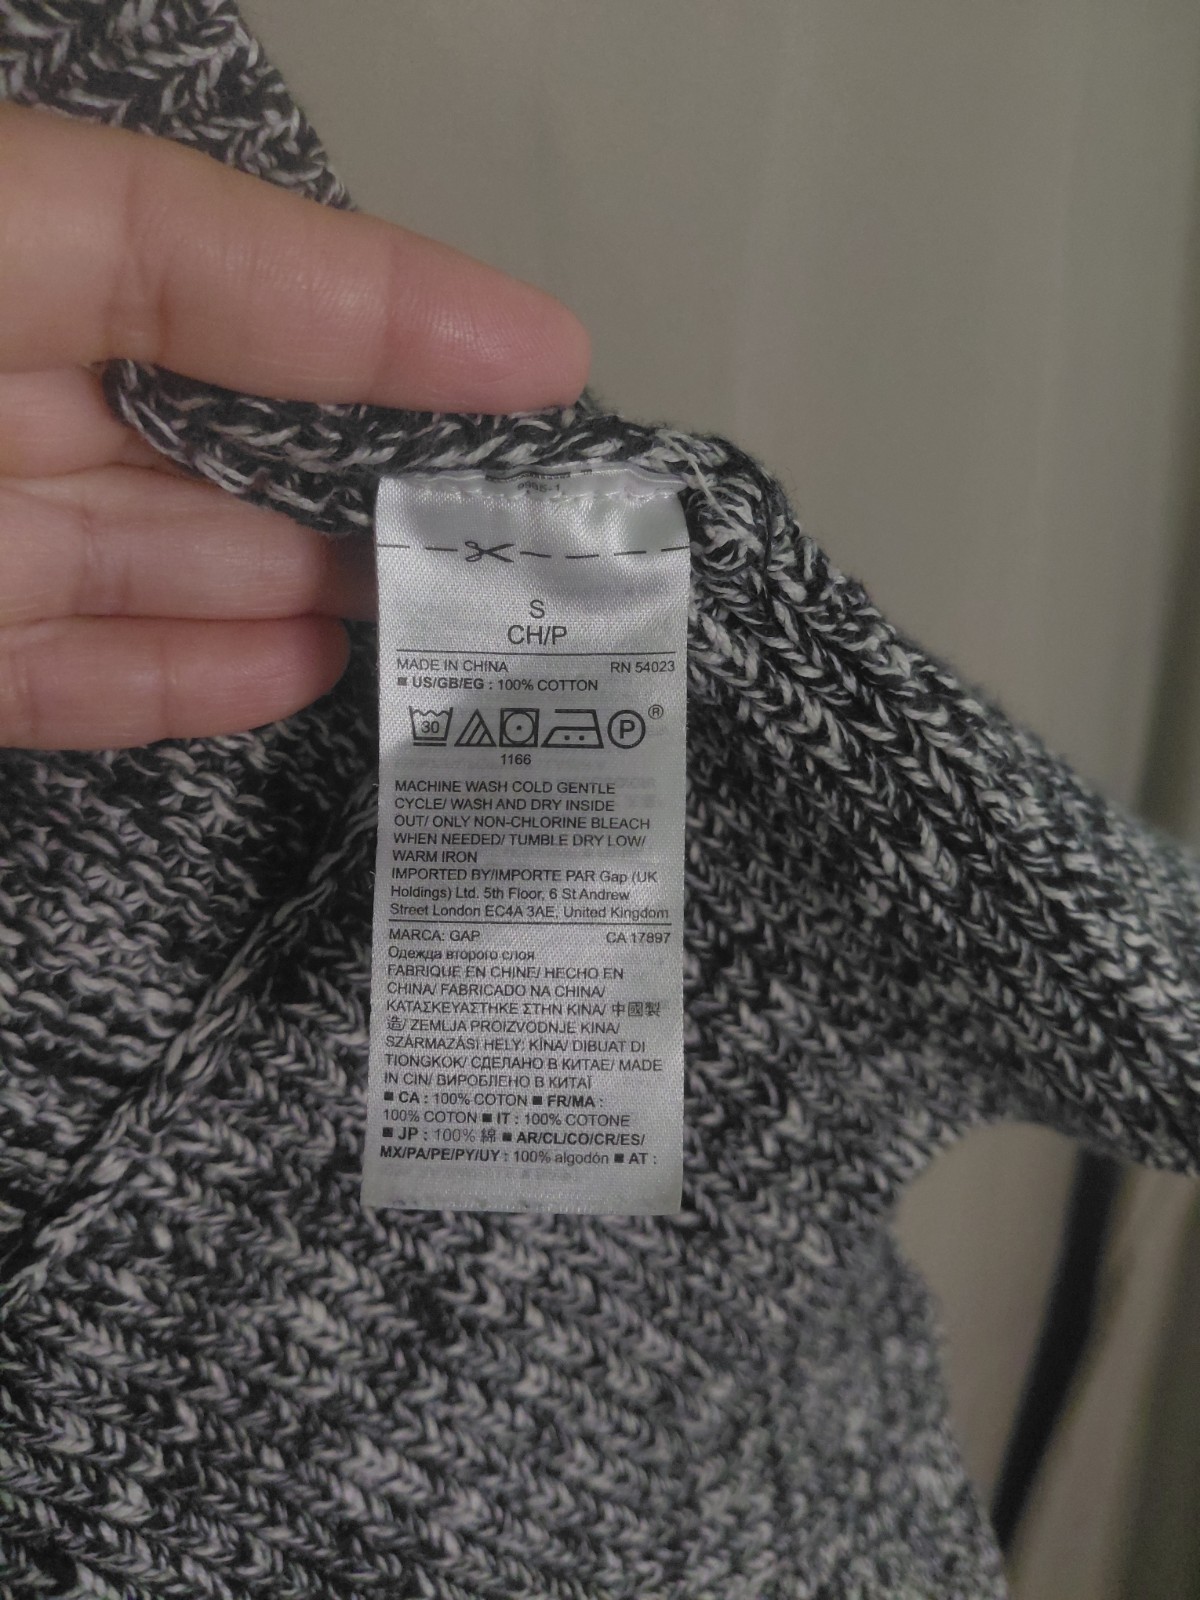 S
CH/P
MADE IN CHINA RN 54023
■ US/GB/EG : 100% COTTON
30 P ®
1166
MACHINE WASH COLD GENTLE
CYCLE/ WASH AND DRY INSIDE
OUT/ ONLY NON-CHLORINE BLEACH
WHEN NEEDED/ TUMBLE DRY LOW/
WARM IRON
IMPORTED BY/IMPORTE PAR Gap (UK
Holdings) Ltd. 5th Floor, 6 St Andrew
Street London EC4A 3AE, United Kingdom
MARCA: GAP CA 17897
Одежда второго слоя
FABRIQUE EN CHINE/ HECHO EN
CHINA/ FABRICADO NA CHINA/
ΚΑΤΑΣΚΕΥΑΣΤΗΚΕ ΣΤΗΝ ΚΙΝΑ/ 中國製
造/ ZEMLJA PROIZVODNJE KINA/
SZÁRMAZÁSI HELY: KÍNA/ DIBUAT DI
TIONGKOK/ СДЕЛАНО В КИТАЕ/ MADE
IN CIN/ ВИРОБЛЕНО В КИТАЇ
■ CA : 100% COTON ■ FR/MA :
100% COTON ■ IT : 100% COTONE
■ JP : 100% 綿 ■ AR/CL/CO/CR/ES/
MX/PA/PE/PY/UY : 100% algodón ■ AT :